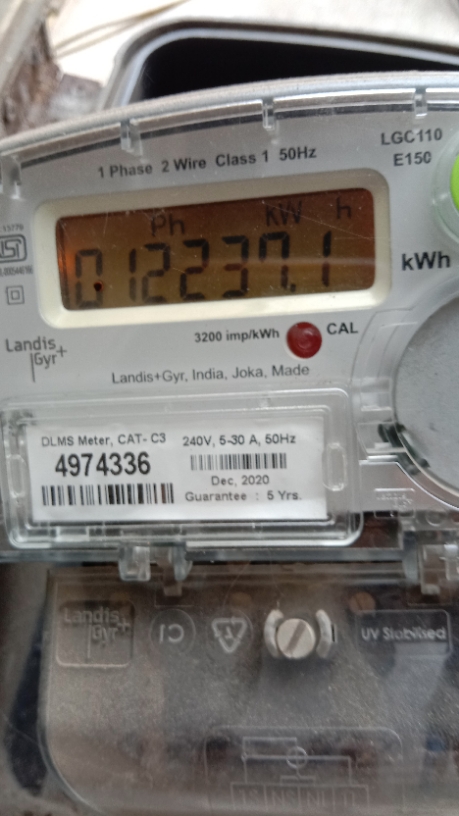 LGC110
E150
1 Phase 2 Wire Class 1 50Hz
Ph KW h
012237.1
kWh
Landis
Gyr+
3200 imp/kWh CAL
Landis+Gyr, India, Joka, Made
DLMS Meter, CAT- C3
4974336
240V, 5-30 A, 50Hz
Dec, 2020
Guarantee : 5 Yrs.
Landis
Gyr+
UV Stabilised